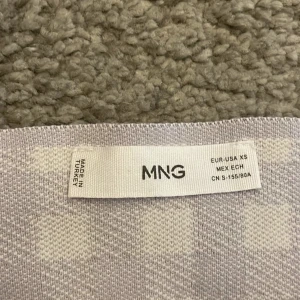 MADE IN
TURKEY
MNG
EUR-USA XS
MEX ECH
CN S-155/80A